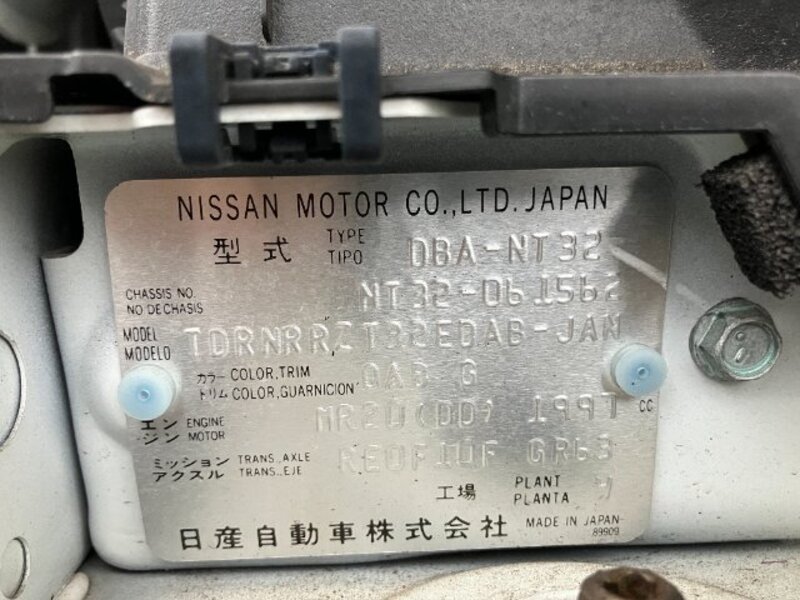 NISSAN MOTOR CO.,LTD. JAPAN
型式 TYPE TIPO DBA-NT32
CHASSIS NO. NO DE CHASIS NT32-061562
MODEL MODELO TDRNRRZT32EDAB-JAN
カラー COLOR,TRIM
トリム COLOR,GUARNICION QAB G
エン ENGINE
ジン MOTOR MR20(DD) 1997 CC
ミッション TRANS.,AXLE
アクスル TRANS.,EJE RE0F10F GR63
工場 PLANT PLANTA
日産自動車株式会社 MADE IN JAPAN
89909